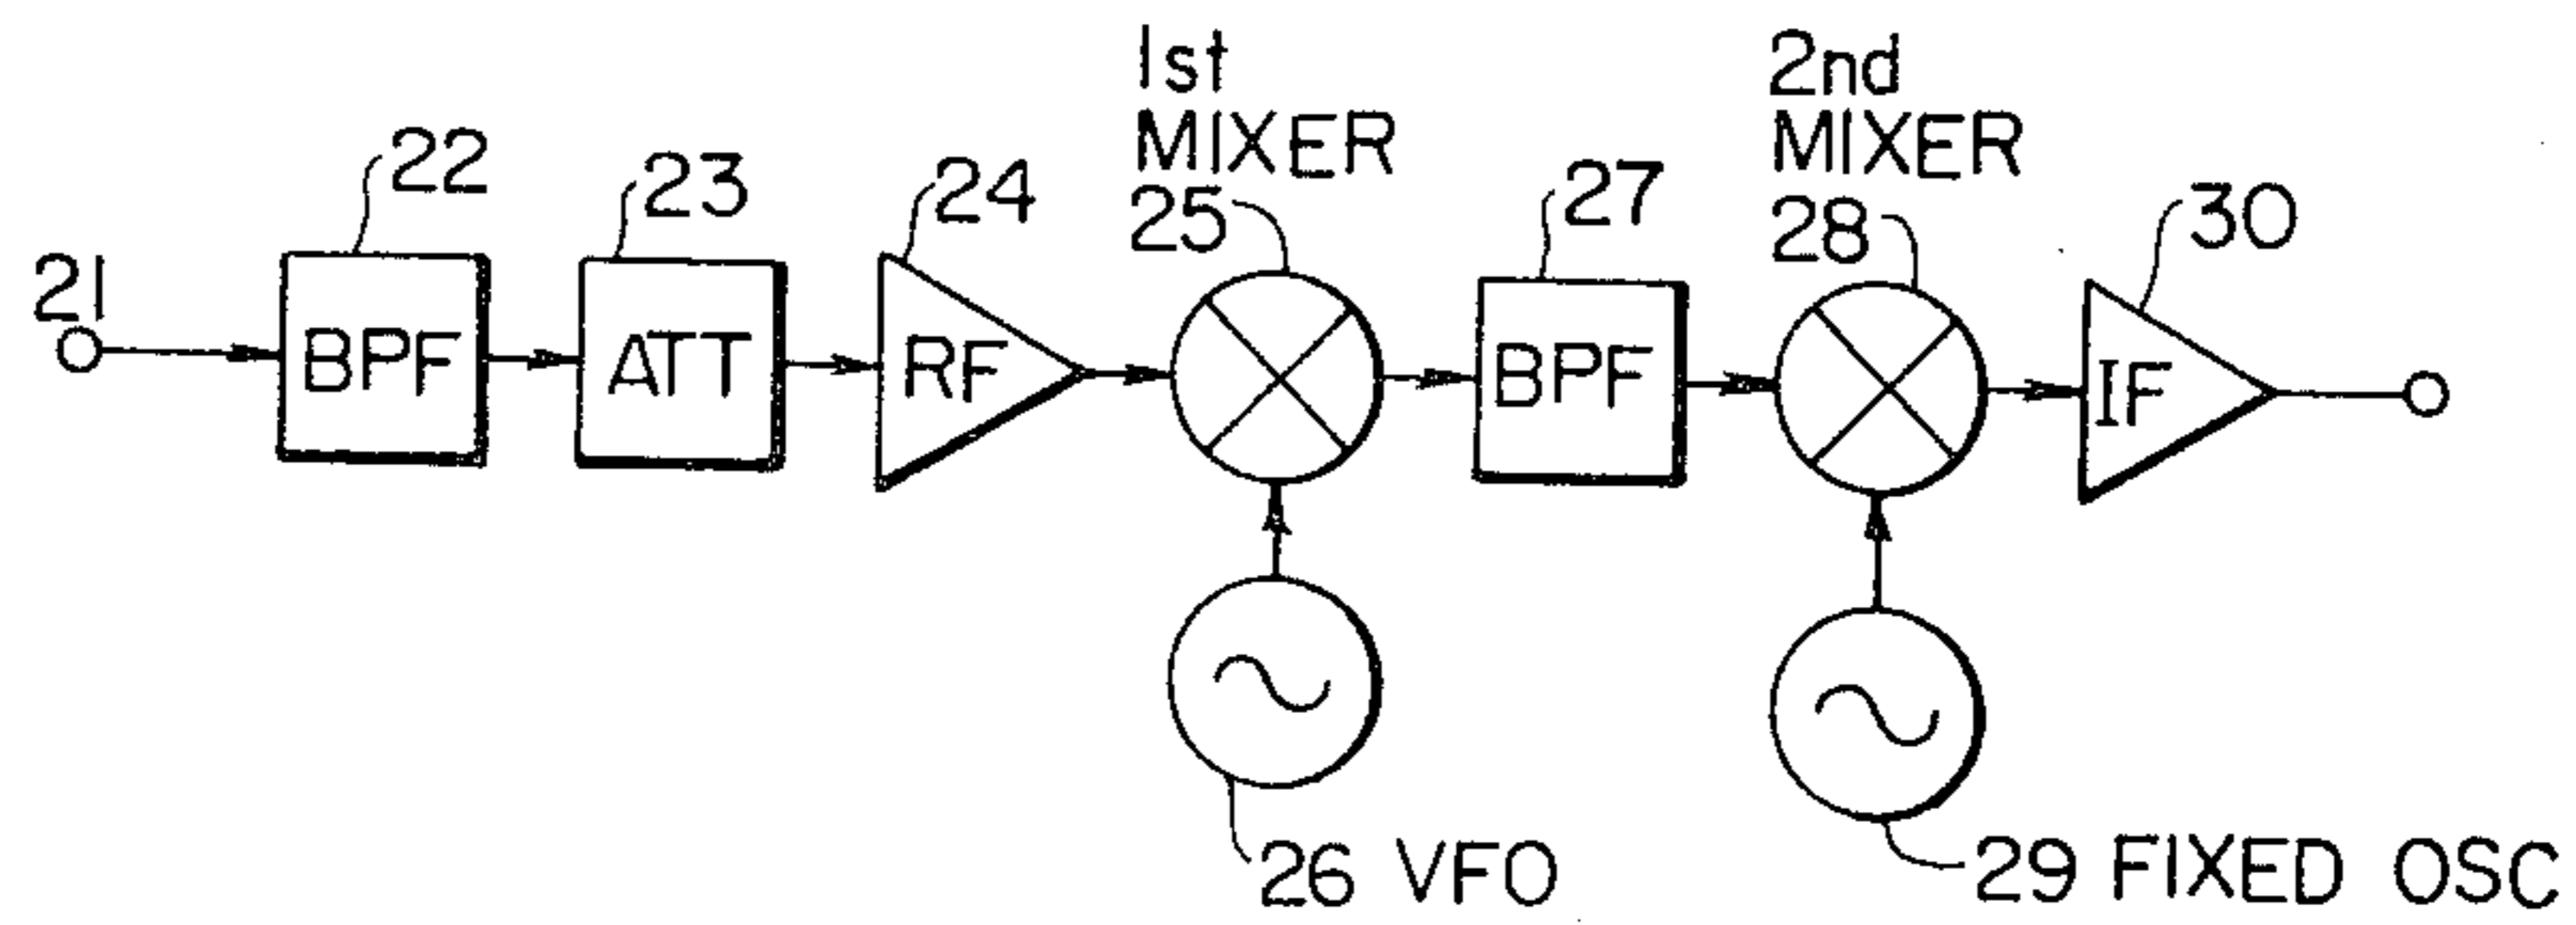 21
22
BPF
23
ATT
24
RF
1st
MIXER
25
26 VFO
27
BPF
2nd
MIXER
28
29 FIXED OSC
30
IF